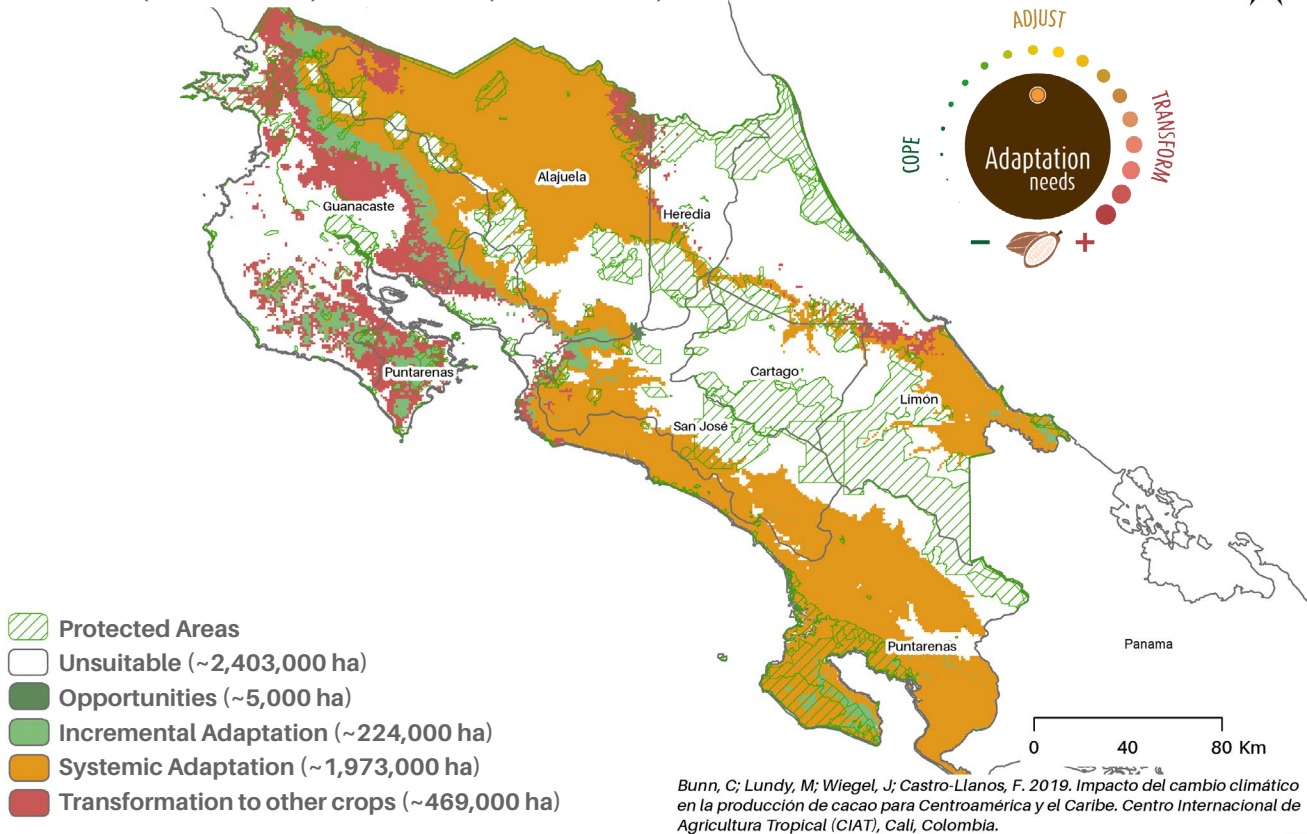 ADJUST
COPE
TRANSFORM
Adaptation
needs
Alajuela
Guanacaste
Heredia
Puntarenas
Cartago
Limón
San José
Puntarenas
Panama
Protected Areas
Unsuitable (~2,403,000 ha)
Opportunities (~5,000 ha)
Incremental Adaptation (~224,000 ha)
Systemic Adaptation (~1,973,000 ha)
Transformation to other crops (~469,000 ha)
0 40 80 Km
Bunn, C; Lundy, M; Wiegel, J; Castro-Llanos, F. 2019. Impacto del cambio climático
en la producción de cacao para Centroamérica y el Caribe. Centro Internacional de
Agricultura Tropical (CIAT), Cali, Colombia.